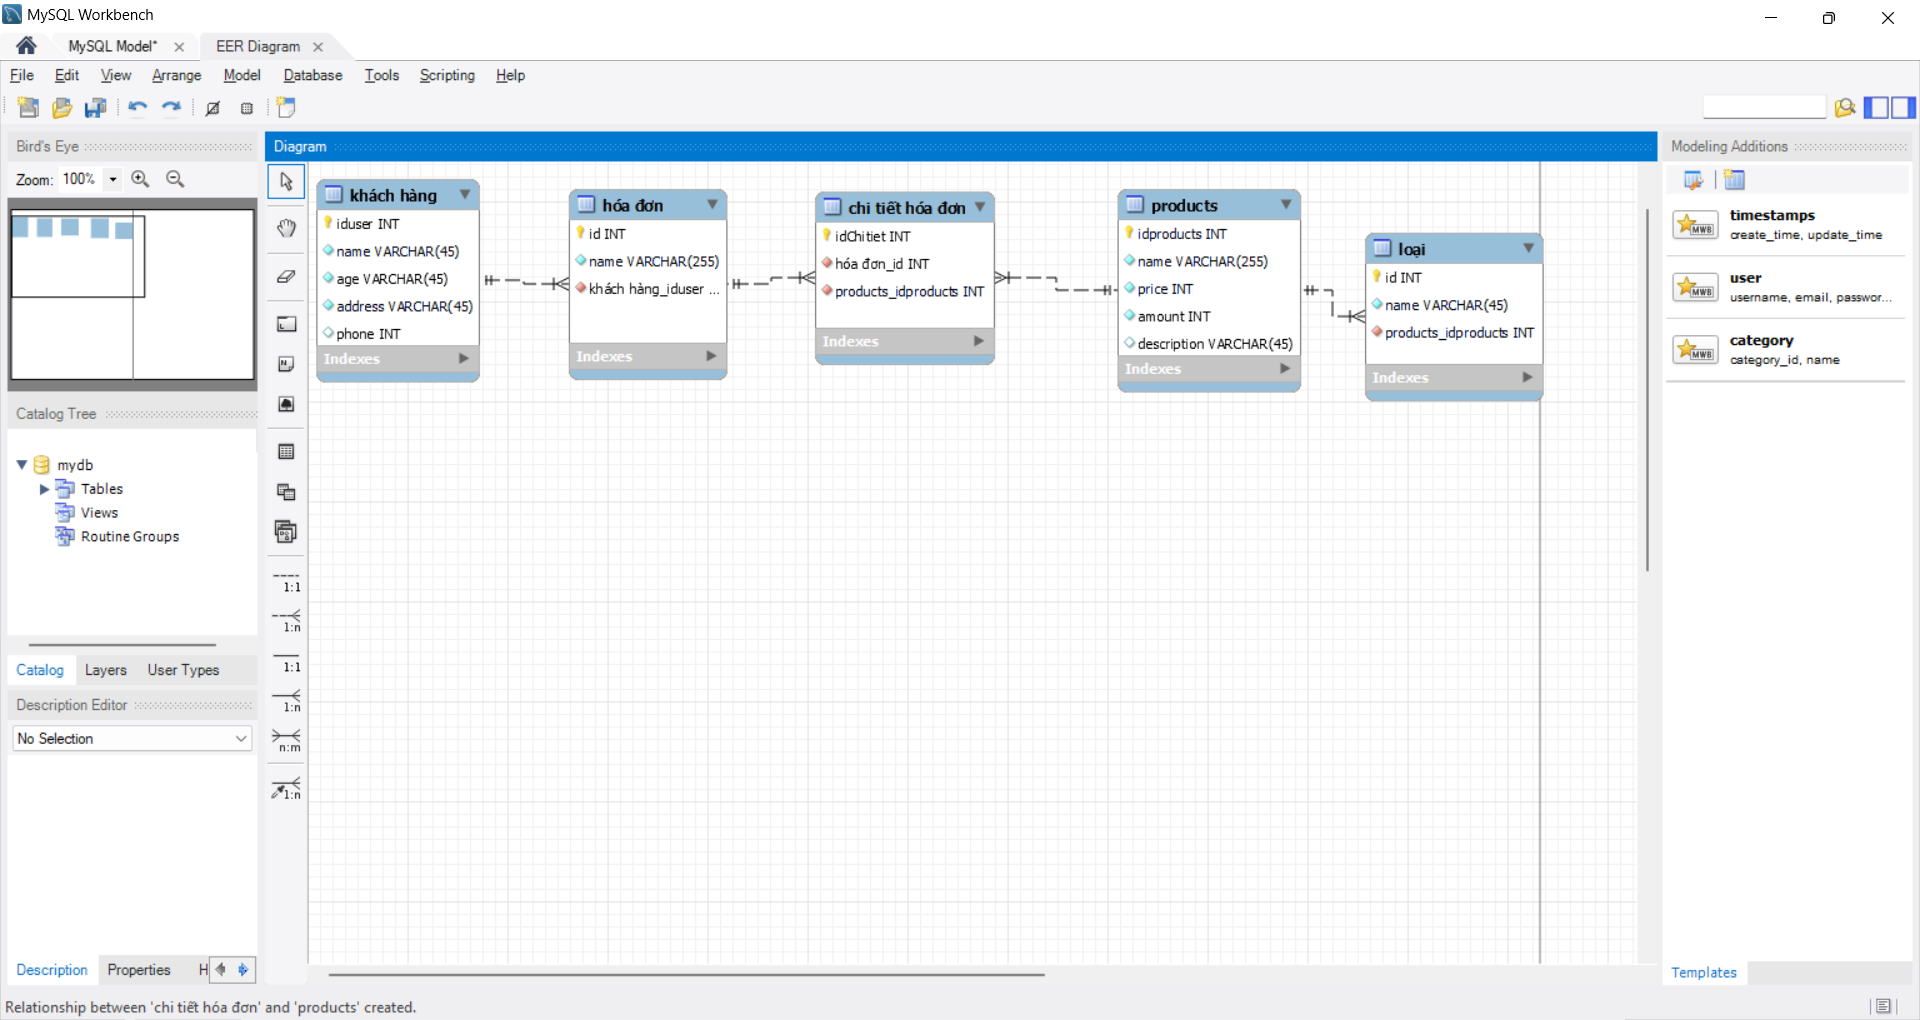 MySQL Workbench
MySQL Model*
EER Diagram
File Edit View Arrange Model Database Tools Scripting Help
Bird's Eye
Zoom: 100%
Diagram
Modeling Additions
khách hàng
iduser INT
name VARCHAR(45)
age VARCHAR(45)
address VARCHAR(45)
phone INT
Indexes
hóa đơn
id INT
name VARCHAR(255)
khách hàng_iduser ...
Indexes
chi tiết hóa đơn
idChitiet INT
hóa đơn_id INT
products_idproducts INT
Indexes
products
idproducts INT
name VARCHAR(255)
price INT
amount INT
description VARCHAR(45)
Indexes
loại
id INT
name VARCHAR(45)
products_idproducts INT
Indexes
timestamps
create_time, update_time
user
username, email, passwor...
category
category_id, name
MWB
MWB
MWB
Catalog Tree
mydb
Tables
Views
Routine Groups
Catalog Layers User Types
Description Editor
No Selection
1:1
1:n
1:1
1:n
n:m
1:n
Description Properties H
Templates
Relationship between 'chi tiết hóa đơn' and 'products' created.